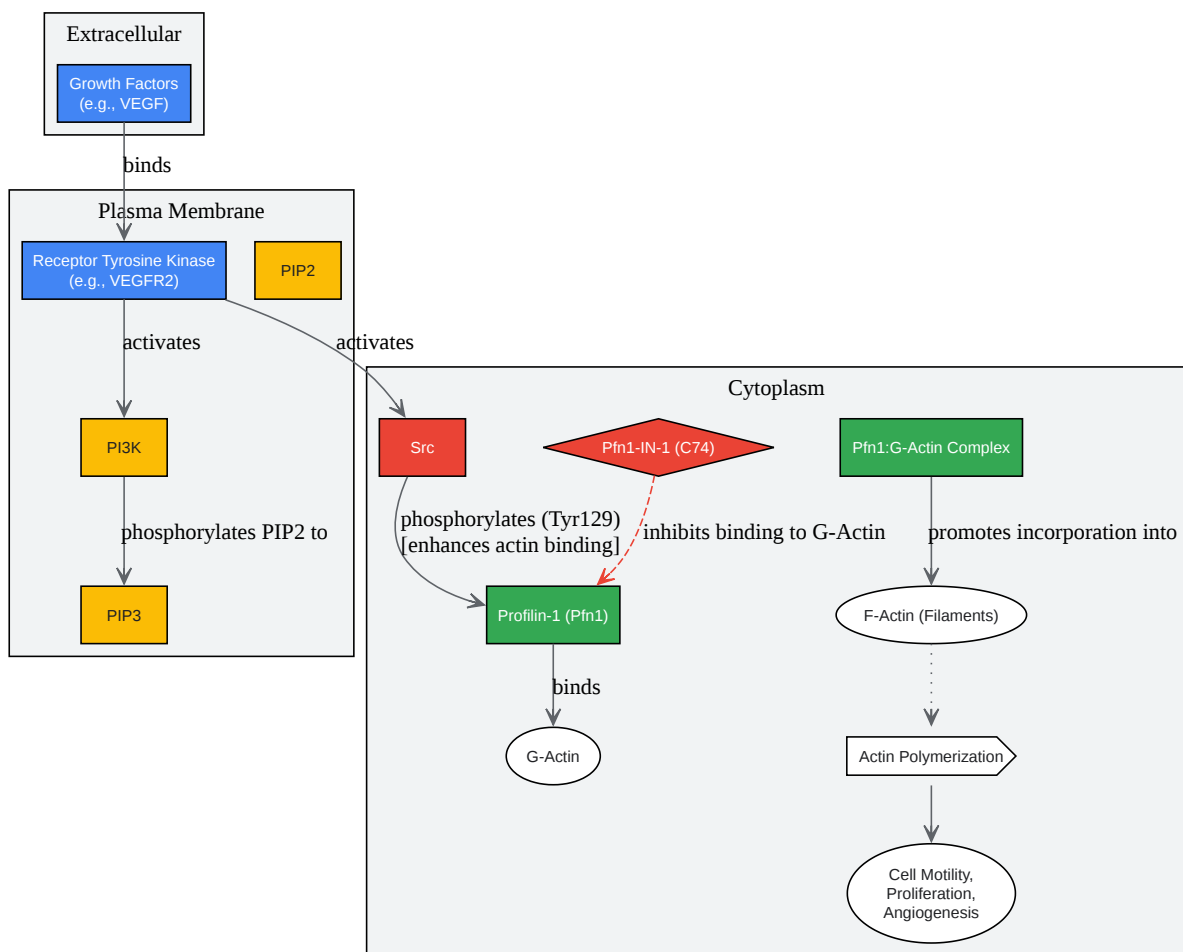 Extracellular
Growth Factors
(e.g., VEGF)
binds
Plasma Membrane
Receptor Tyrosine Kinase
(e.g., VEGFR2)
PIP2
activates
activates
Cytoplasm
PI3K
Src
Pfn1-IN-1 (C74)
Pfn1:G-Actin Complex
phosphorylates PIP2 to
phosphorylates (Tyr129)
[enhances actin binding]
inhibits binding to G-Actin
promotes incorporation into
PIP3
Profilin-1 (Pfn1)
F-Actin (Filaments)
binds
G-Actin
Actin Polymerization
Cell Motility,
Proliferation,
Angiogenesis